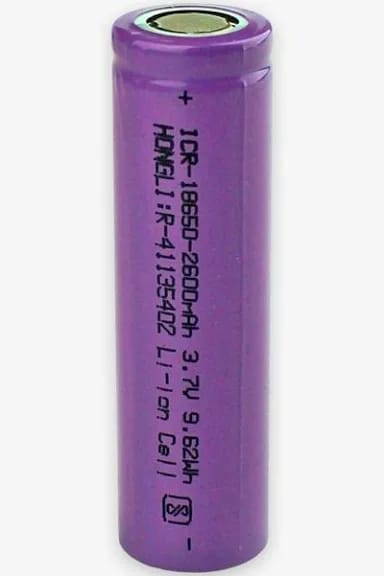 + ICR-18650-2600mAh 3.7V 9.62Wh -
HONGLI:R-41135402 Li-ion Cell